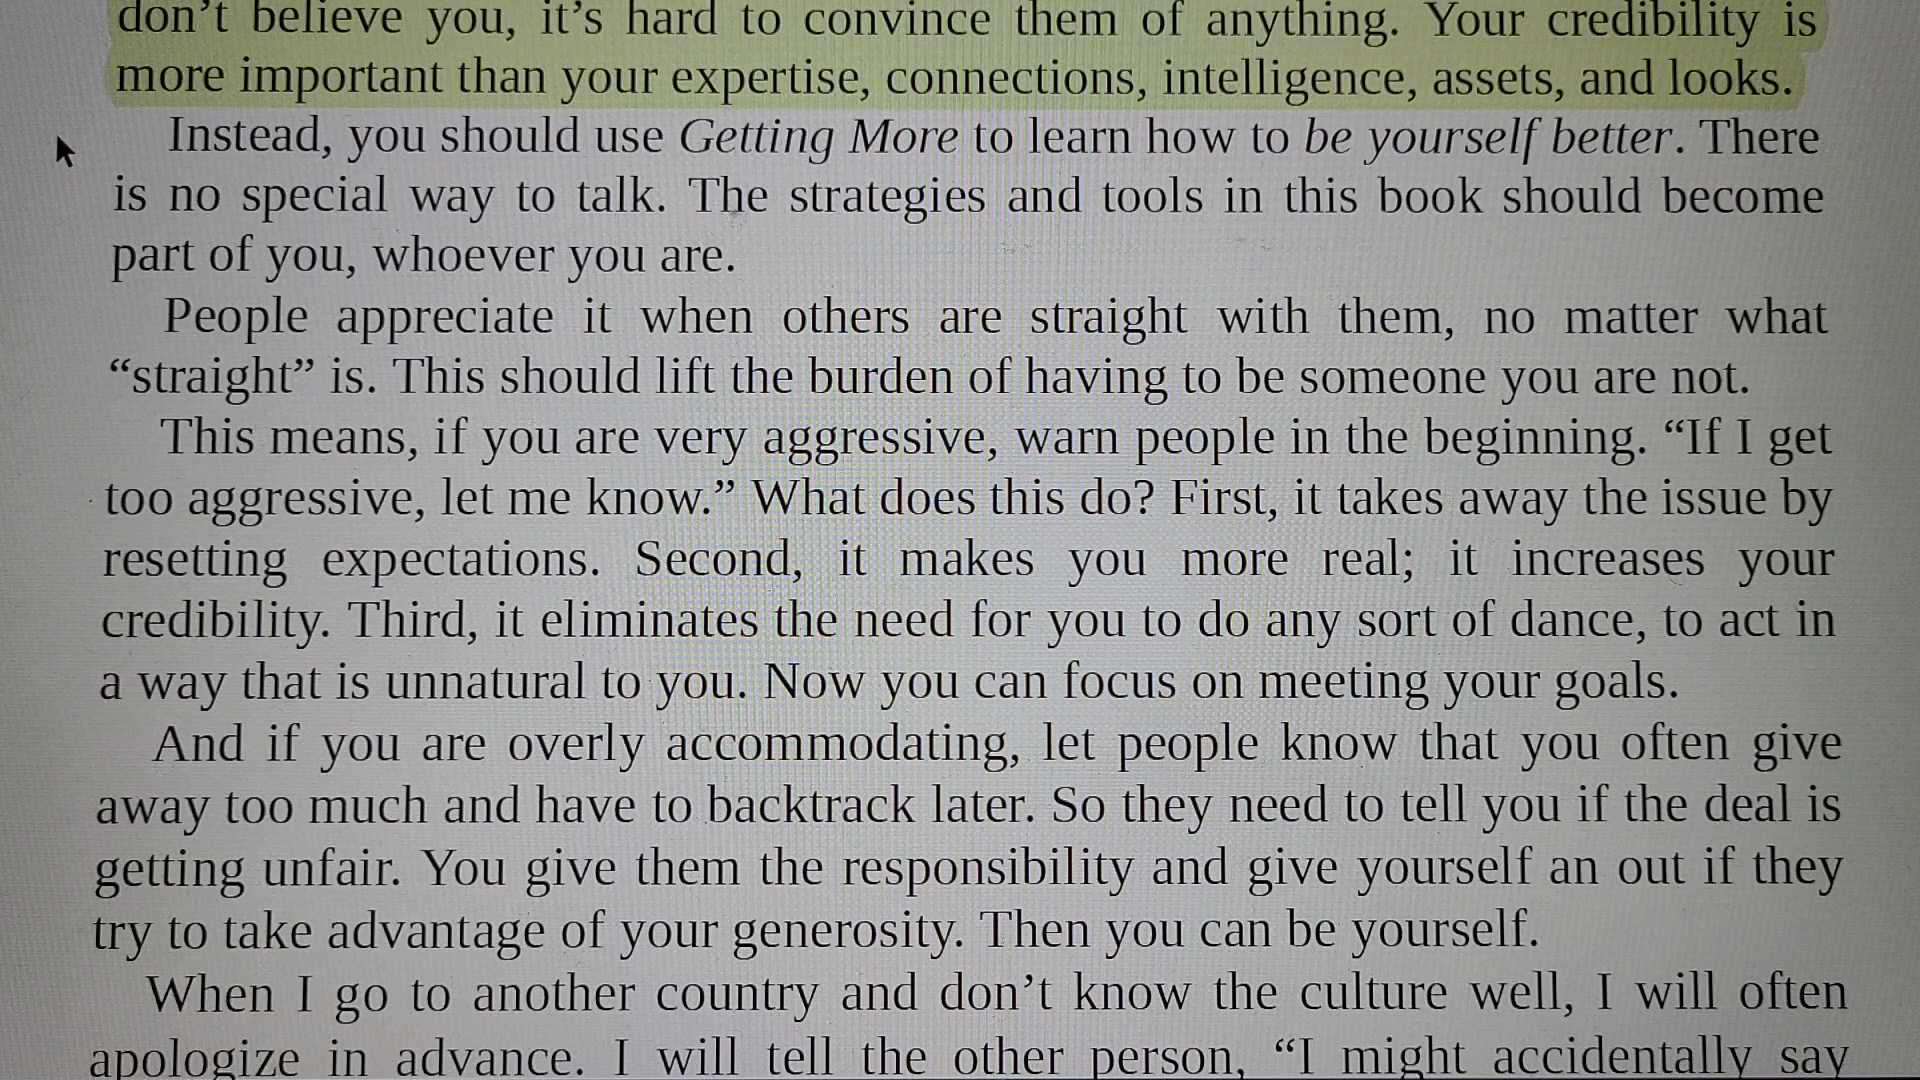 don’t believe you, it’s hard to convince them of anything. Your credibility is
more important than your expertise, connections, intelligence, assets, and looks.
Instead, you should use Getting More to learn how to be yourself better. There
is no special way to talk. The strategies and tools in this book should become
part of you, whoever you are.
People appreciate it when others are straight with them, no matter what
“straight” is. This should lift the burden of having to be someone you are not.
This means, if you are very aggressive, warn people in the beginning. “If I get
too aggressive, let me know.” What does this do? First, it takes away the issue by
resetting expectations. Second, it makes you more real; it increases your
credibility. Third, it eliminates the need for you to do any sort of dance, to act in
a way that is unnatural to you. Now you can focus on meeting your goals.
And if you are overly accommodating, let people know that you often give
away too much and have to backtrack later. So they need to tell you if the deal is
getting unfair. You give them the responsibility and give yourself an out if they
try to take advantage of your generosity. Then you can be yourself.
When I go to another country and don’t know the culture well, I will often
apologize in advance. I will tell the other person, “I might accidentally say